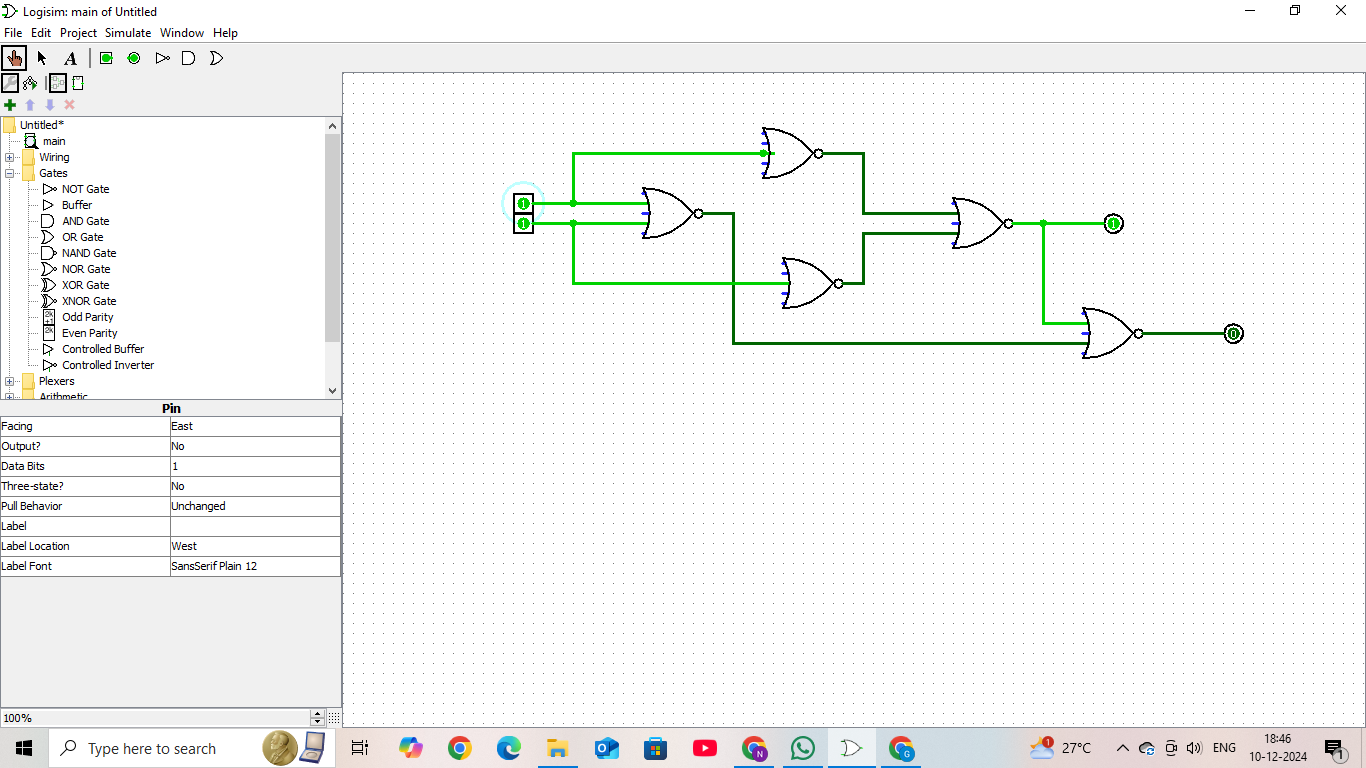 Logisim: main of Untitled
File Edit Project Simulate Window Help
A
Untitled*
main
Wiring
Gates
NOT Gate
Buffer
AND Gate
OR Gate
NAND Gate
NOR Gate
XOR Gate
XNOR Gate
Odd Parity
Even Parity
Controlled Buffer
Controlled Inverter
Plexers
Arithmetic
Pin
Facing East
Output? No
Data Bits 1
Three-state? No
Pull Behavior Unchanged
Label
Label Location West
Label Font SansSerif Plain 12
100%
1
1
1
0
Type here to search
N
G
1
27°C
ENG
18:46
10-12-2024
1